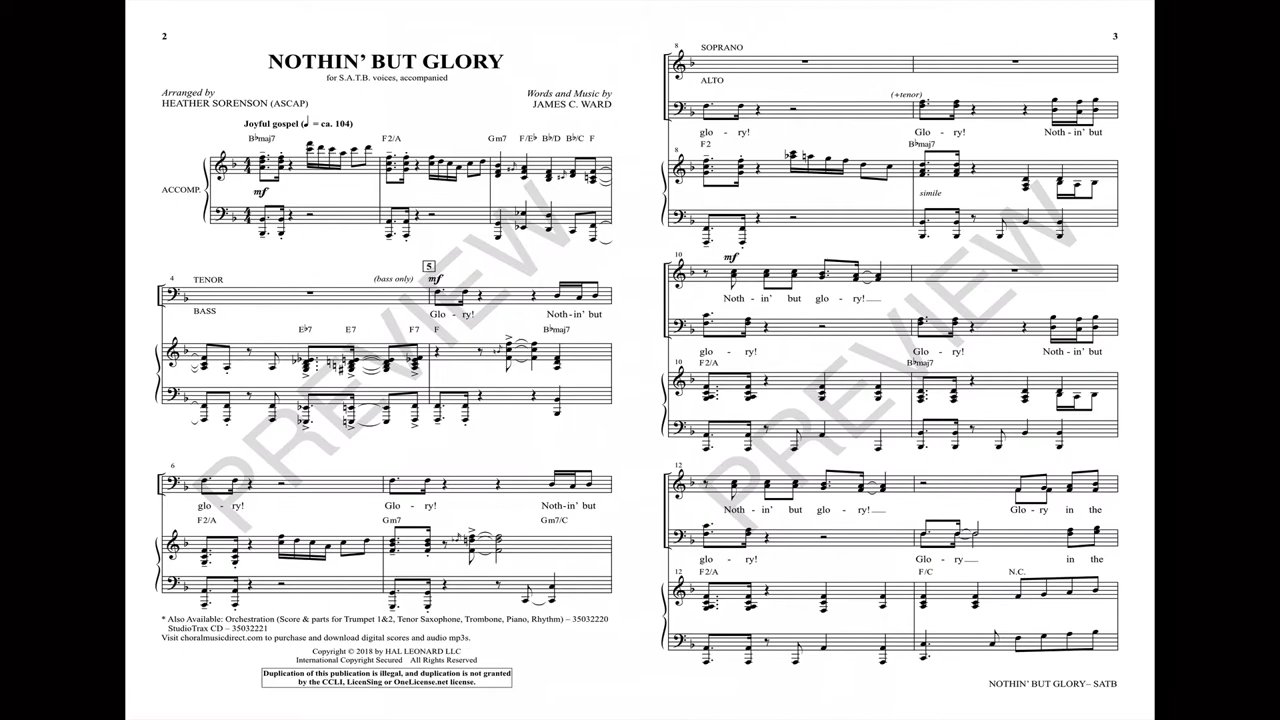 2
NOTHIN' BUT GLORY
for S.A.T.B. voices, accompanied
Arranged by
HEATHER SORENSON (ASCAP)
Words and Music by
JAMES C. WARD
Joyful gospel (♩ = ca. 104)
B♭maj7 F2/A Gm7 F/E♭ B♭/D B♭/C F
ACCOMP.
mf
4 TENOR (bass only) 5 mf
BASS
Glo - ry! Noth - in' but
E♭7 E7 F7 F B♭maj7
6
glo - ry! Glo - ry! Noth - in' but
F2/A Gm7 Gm7/C
* Also Available: Orchestration (Score & parts for Trumpet 1&2, Tenor Saxophone, Trombone, Piano, Rhythm) – 35032220
StudioTrax CD – 35032221
Visit choralmusicdirect.com to purchase and download digital scores and audio mp3s.
Copyright © 2018 by HAL LEONARD LLC
International Copyright Secured All Rights Reserved
Duplication of this publication is illegal, and duplication is not granted
by the CCLI, LicenSing or OneLicense.net license.
PREVIEW
3
8 SOPRANO
ALTO
(+tenor)
glo - ry! Glo - ry! Noth - in' but
F2 B♭maj7
8
simile
10 mf
Noth - in' but glo - ry!
glo - ry! Glo - ry! Noth - in' but
10 F2/A B♭maj7
12
Noth - in' but glo - ry! Glo - ry in the
glo - ry! Glo - ry in the
12 F2/A F/C N.C.
NOTHIN' BUT GLORY – SATB
PREVIEW